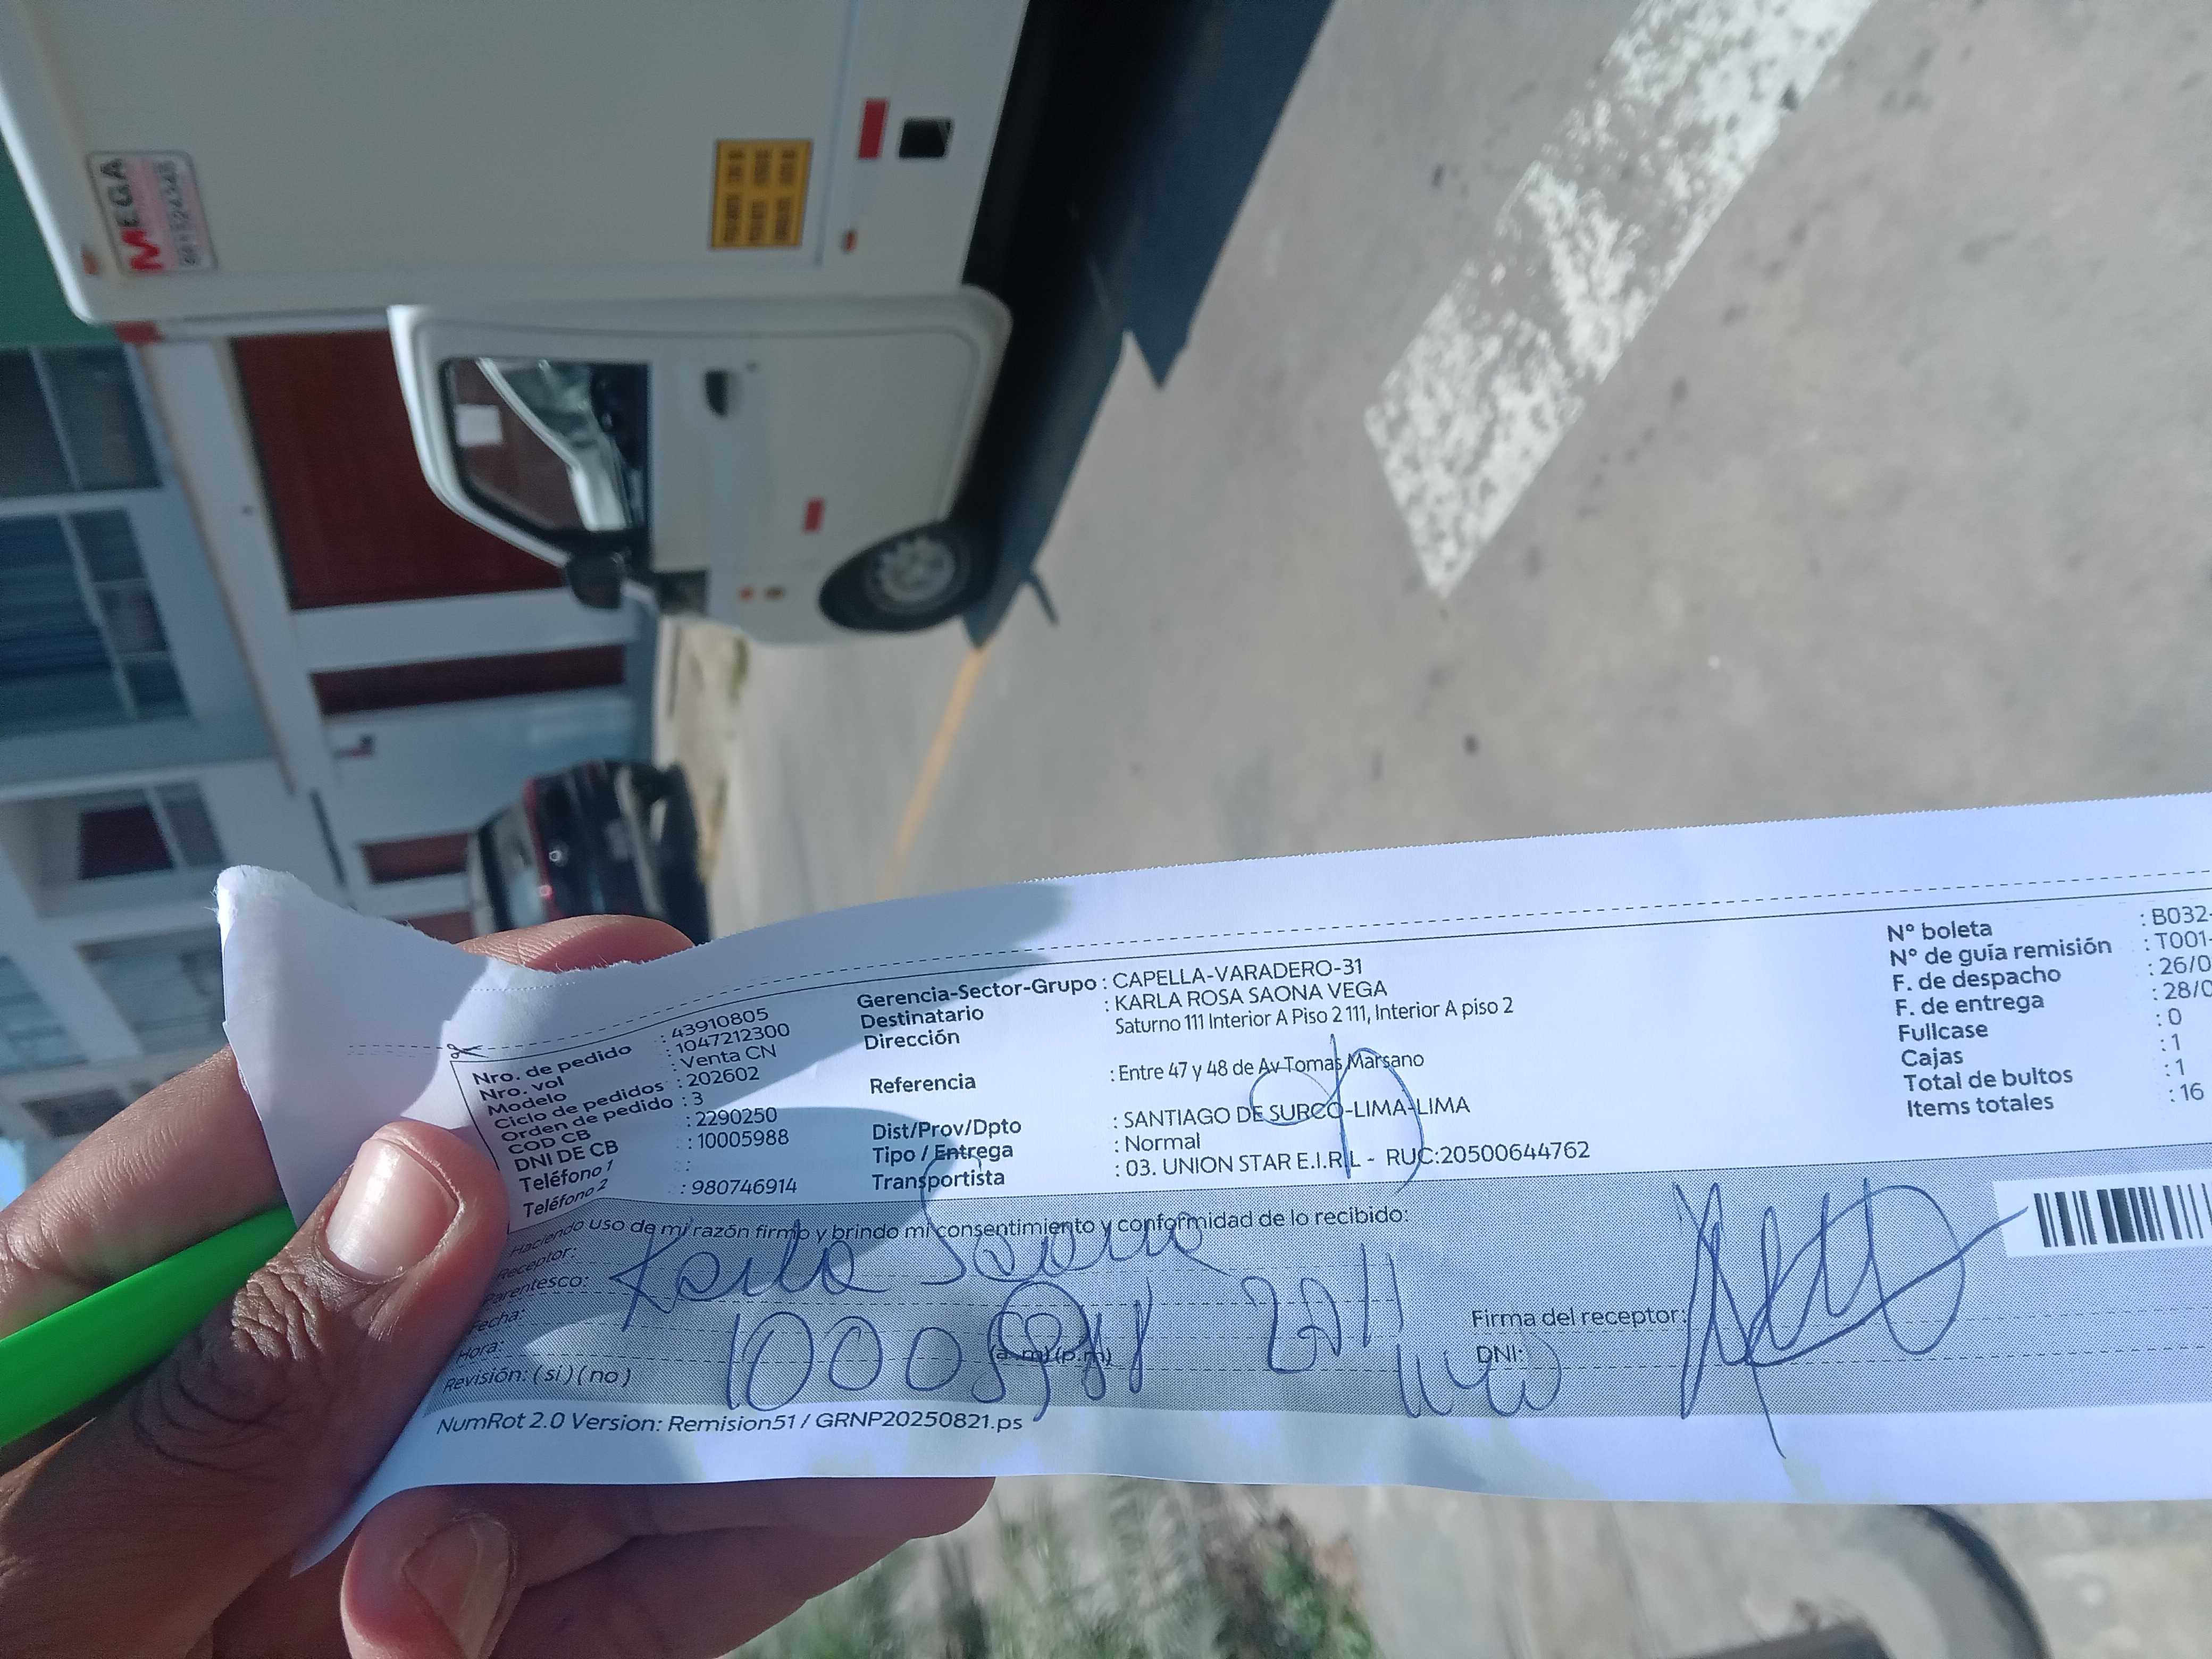 MEGA
Nro. de pedido : 43910805
Nro. vol : 1047212300
Modelo : Venta CN
Ciclo de pedidos : 202602
Orden de pedido : 3
COD CB : 2290250
DNI DE CB : 10005988
Teléfono 1 :
Teléfono 2 : 980746914
Gerencia-Sector-Grupo : CAPELLA-VARADERO-31
Destinatario : KARLA ROSA SAONA VEGA
Dirección Saturno 111 Interior A Piso 2 111, Interior A piso 2
Referencia : Entre 47 y 48 de Av Tomas Marsano
Dist/Prov/Dpto : SANTIAGO DE SURCO-LIMA-LIMA
Tipo / Entrega : Normal
Transportista : 03. UNION STAR E.I.R.L - RUC:20500644762
N° boleta : B032-
N° de guía remisión : T001-
F. de despacho : 26/0
F. de entrega : 28/0
Fullcase : 0
Cajas : 1
Total de bultos : 1
Items totales : 16
Haciendo uso de mi razón firmo y brindo mi consentimiento y conformidad de lo recibido:
Receptor: Karla Saona
Parentesco:
Fecha:
Hora: (a.m) (p.m)
Revisión: (si) (no)
Firma del receptor:
DNI:
NumRot 2.0 Version: Remision51 / GRNP20250821.ps